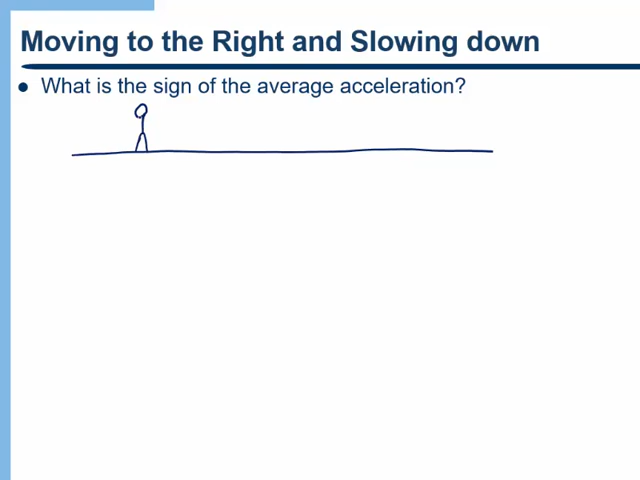 Moving to the Right and Slowing down
● What is the sign of the average acceleration?